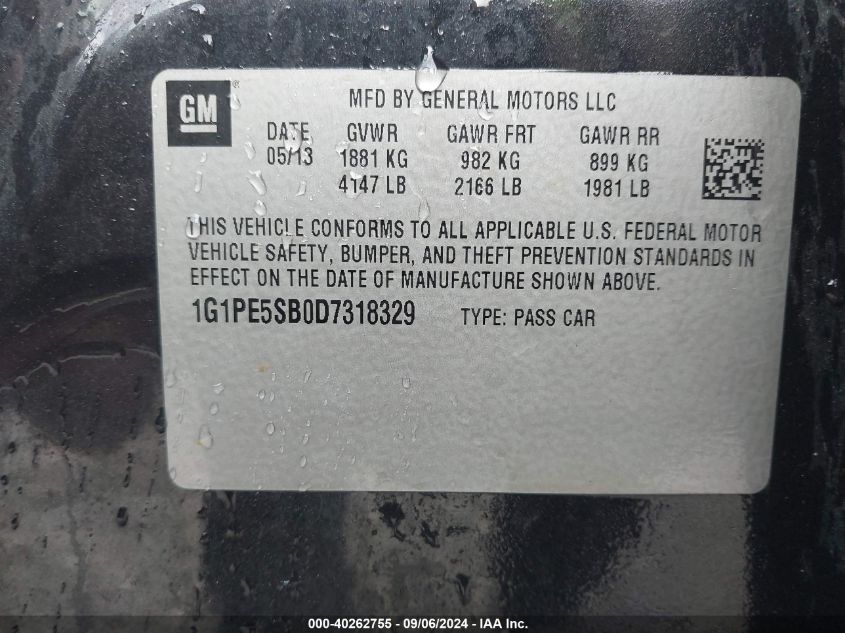 GM
MFD BY GENERAL MOTORS LLC
DATE GVWR GAWR FRT GAWR RR
05/13 1881 KG 982 KG 899 KG
4147 LB 2166 LB 1981 LB
THIS VEHICLE CONFORMS TO ALL APPLICABLE U.S. FEDERAL MOTOR
VEHICLE SAFETY, BUMPER, AND THEFT PREVENTION STANDARDS IN
EFFECT ON THE DATE OF MANUFACTURE SHOWN ABOVE.
1G1PE5SB0D7318329 TYPE: PASS CAR
000-40262755 - 09/06/2024 - IAA Inc.